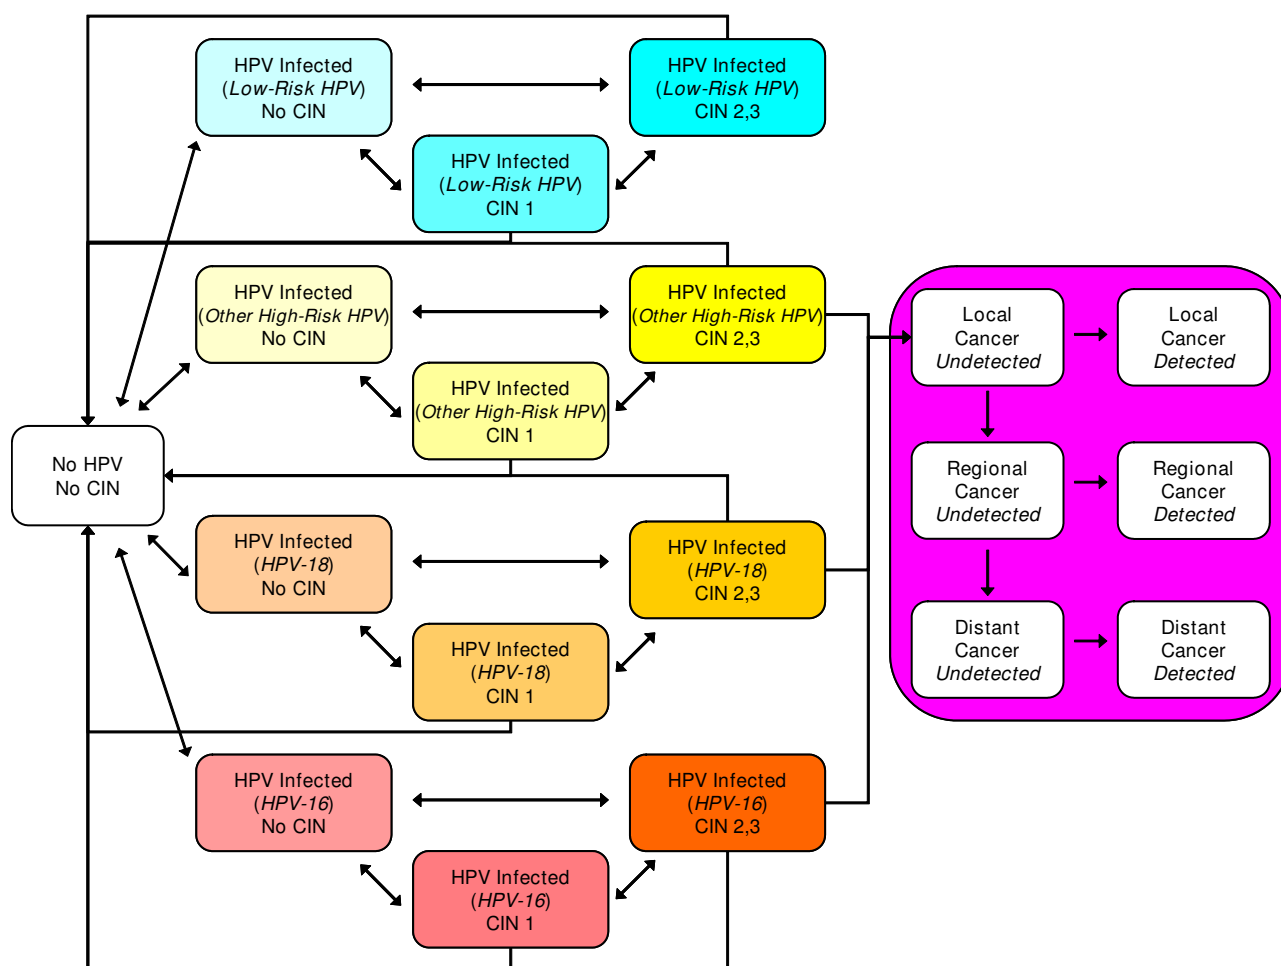 HPV Infected
(Low-Risk HPV)
No CIN
HPV Infected
(Low-Risk HPV)
CIN 2,3
HPV Infected
(Low-Risk HPV)
CIN 1
HPV Infected
(Other High-Risk HPV)
No CIN
HPV Infected
(Other High-Risk HPV)
CIN 2,3
HPV Infected
(Other High-Risk HPV)
CIN 1
No HPV
No CIN
HPV Infected
(HPV-18)
No CIN
HPV Infected
(HPV-18)
CIN 2,3
HPV Infected
(HPV-18)
CIN 1
HPV Infected
(HPV-16)
No CIN
HPV Infected
(HPV-16)
CIN 2,3
HPV Infected
(HPV-16)
CIN 1
Local
Cancer
Undetected
Local
Cancer
Detected
Regional
Cancer
Undetected
Regional
Cancer
Detected
Distant
Cancer
Undetected
Distant
Cancer
Detected